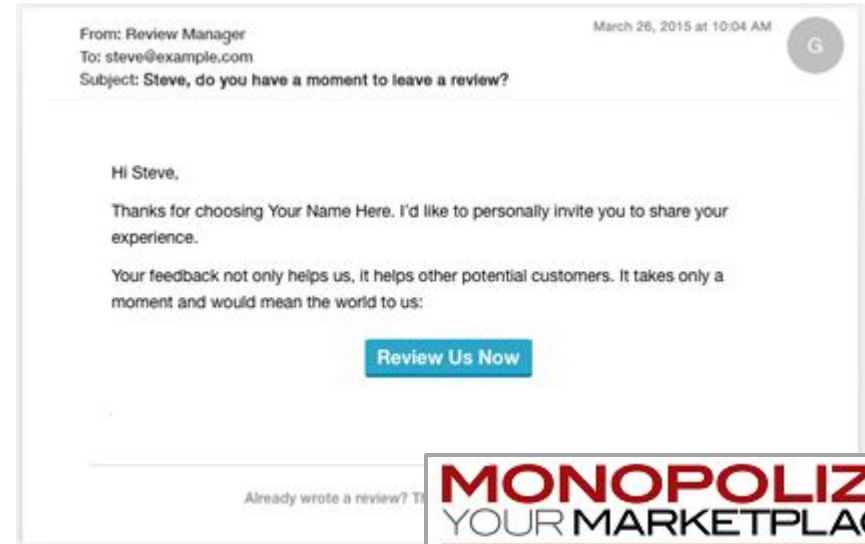 From: Review Manager
March 26, 2015 at 10:04 AM
G
To: steve@example.com
Subject: Steve, do you have a moment to leave a review?
Hi Steve,
Thanks for choosing Your Name Here. I'd like to personally invite you to share your
experience.
Your feedback not only helps us, it helps other potential customers. It takes only a
moment and would mean the world to us:
Review Us Now
Already wrote a review?
MONOPOLIZ
YOUR MARKETPLAC